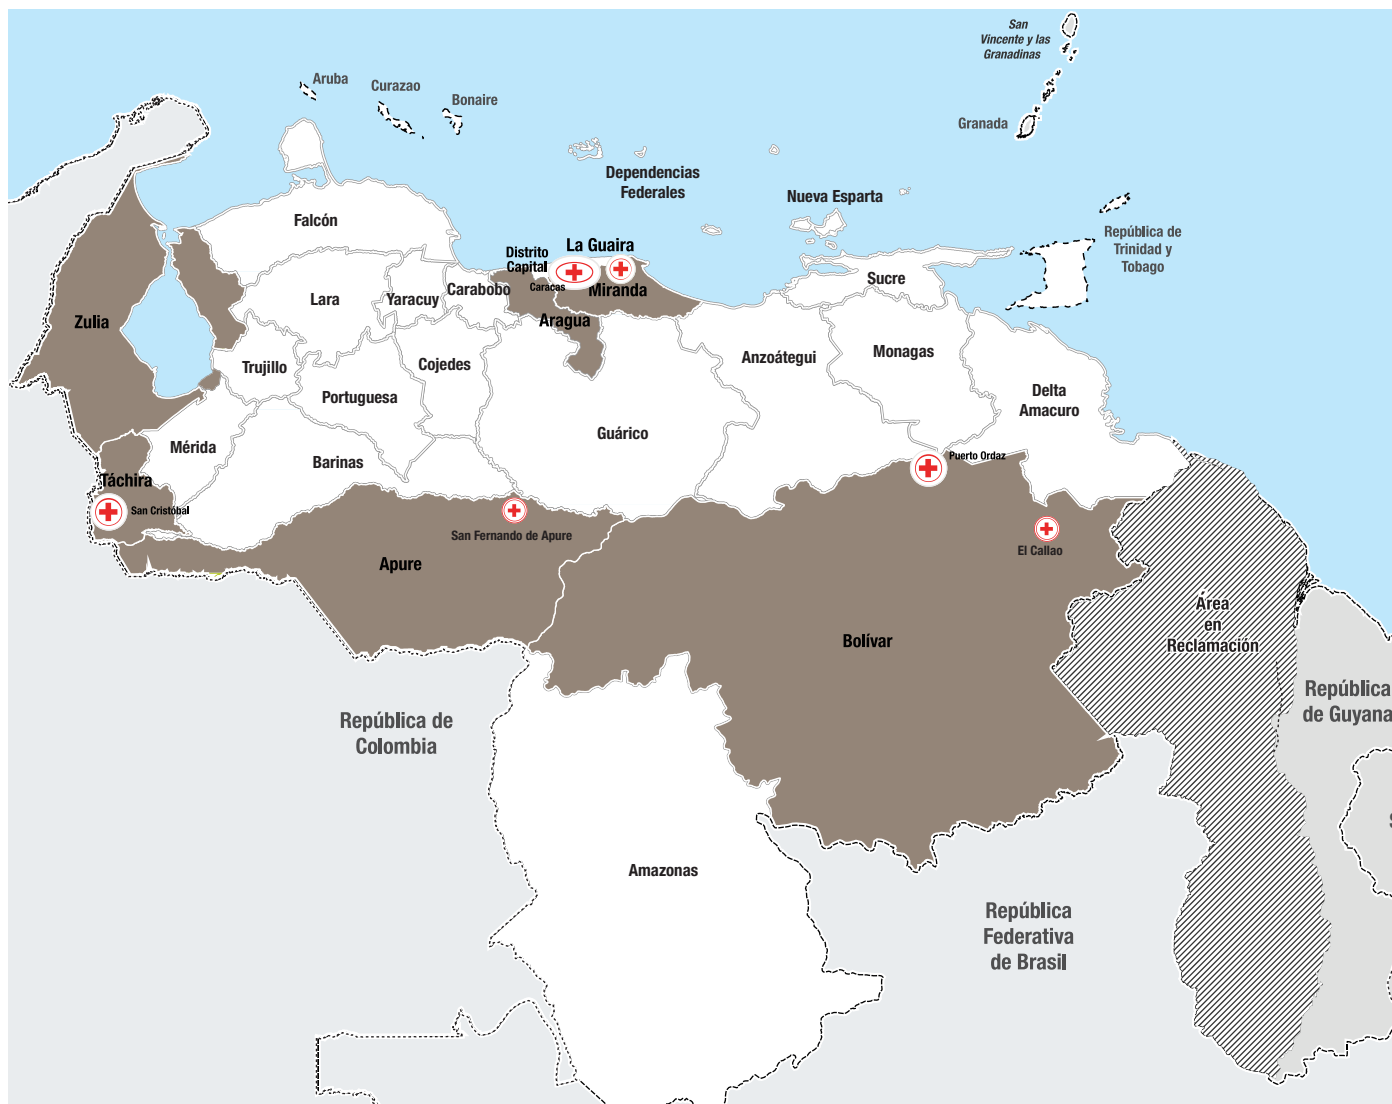 San
Vincente y las
Granadinas
Aruba
Curazao
Bonaire
Granada
Dependencias
Federales
Nueva Esparta
Falcón
República de
Trinidad y
Tobago
Distrito
Capital
La Guaira
Caracas
Sucre
Lara
Yaracuy
Carabobo
Miranda
Zulia
Aragua
Trujillo
Cojedes
Anzoátegui
Monagas
Portuguesa
Delta
Amacuro
Mérida
Barinas
Guárico
Puerto Ordaz
Táchira
San Cristóbal
San Fernando de Apure
El Callao
Apure
Área
en
Reclamación
Bolívar
República de
Colombia
República
de Guyana
S
Amazonas
República
Federativa
de Brasil